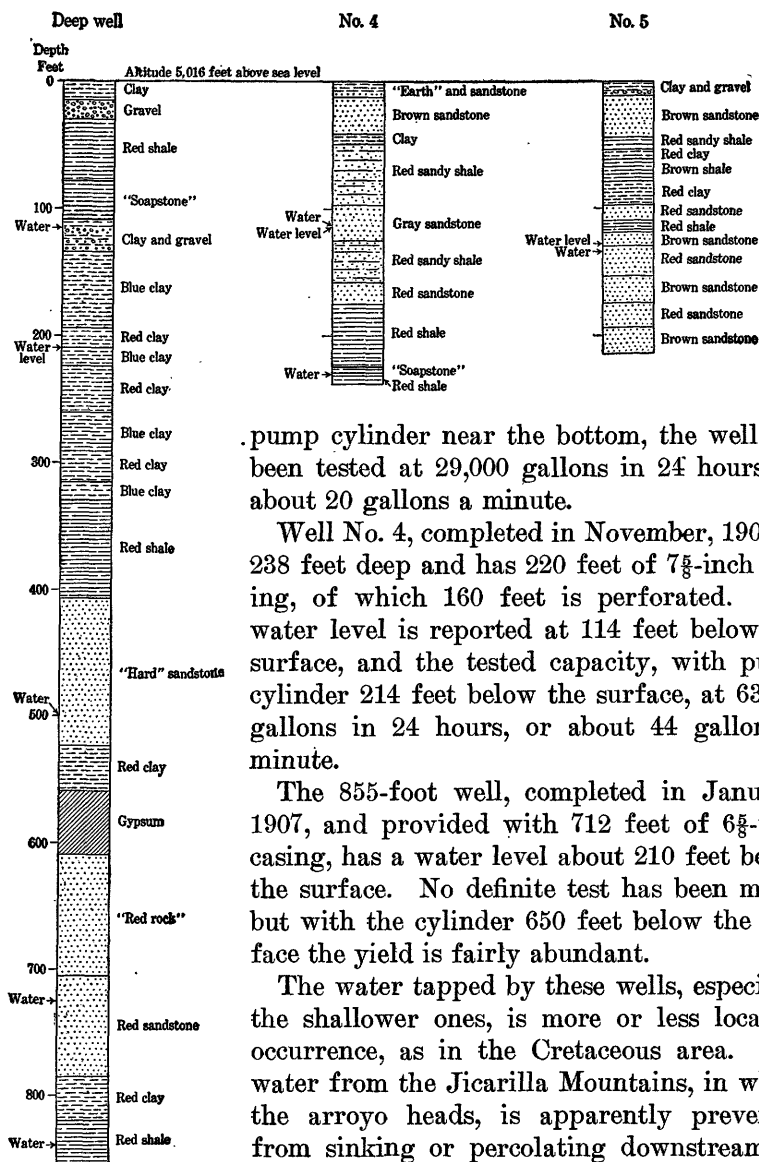 Deep well
No. 4
No. 5
Depth
Feet
0
Altitude 5,016 feet above sea level
Clay
Gravel
Red shale
"Soapstone"
100
Water
Clay and gravel
Blue clay
200
Red clay
Water
level
Blue clay
Red clay
Blue clay
300
Red clay
Blue clay
Red shale
400
"Hard" sandstone
Water
500
Red clay
Gypsum
600
"Red rock"
700
Water
Red sandstone
800
Red clay
Water
Red shale
"Earth" and sandstone
Brown sandstone
Clay
Red sandy shale
Water
Water level
Gray sandstone
Red sandy shale
Red sandstone
Red shale
Water
"Soapstone"
Red shale
Clay and gravel
Brown sandstone
Red sandy shale
Red clay
Brown shale
Red clay
Red sandstone
Red shale
Water level
Brown sandstone
Water
Red sandstone
Brown sandstone
Red sandstone
Brown sandstone
pump cylinder near the bottom, the well
been tested at 29,000 gallons in 24 hours
about 20 gallons a minute.
Well No. 4, completed in November, 190
238 feet deep and has 220 feet of 7⅝-inch
ing, of which 160 feet is perforated.
water level is reported at 114 feet below
surface, and the tested capacity, with
cylinder 214 feet below the surface, at 63
gallons in 24 hours, or about 44 gallon
minute.
The 855-foot well, completed in Janu
1907, and provided with 712 feet of 6⅝-
casing, has a water level about 210 feet be
the surface. No definite test has been m
but with the cylinder 650 feet below the
face the yield is fairly abundant.
The water tapped by these wells, especi
the shallower ones, is more or less loca
occurrence, as in the Cretaceous area.
water from the Jicarilla Mountains, in w
the arroyo heads, is apparently preve
from sinking or percolating downstream